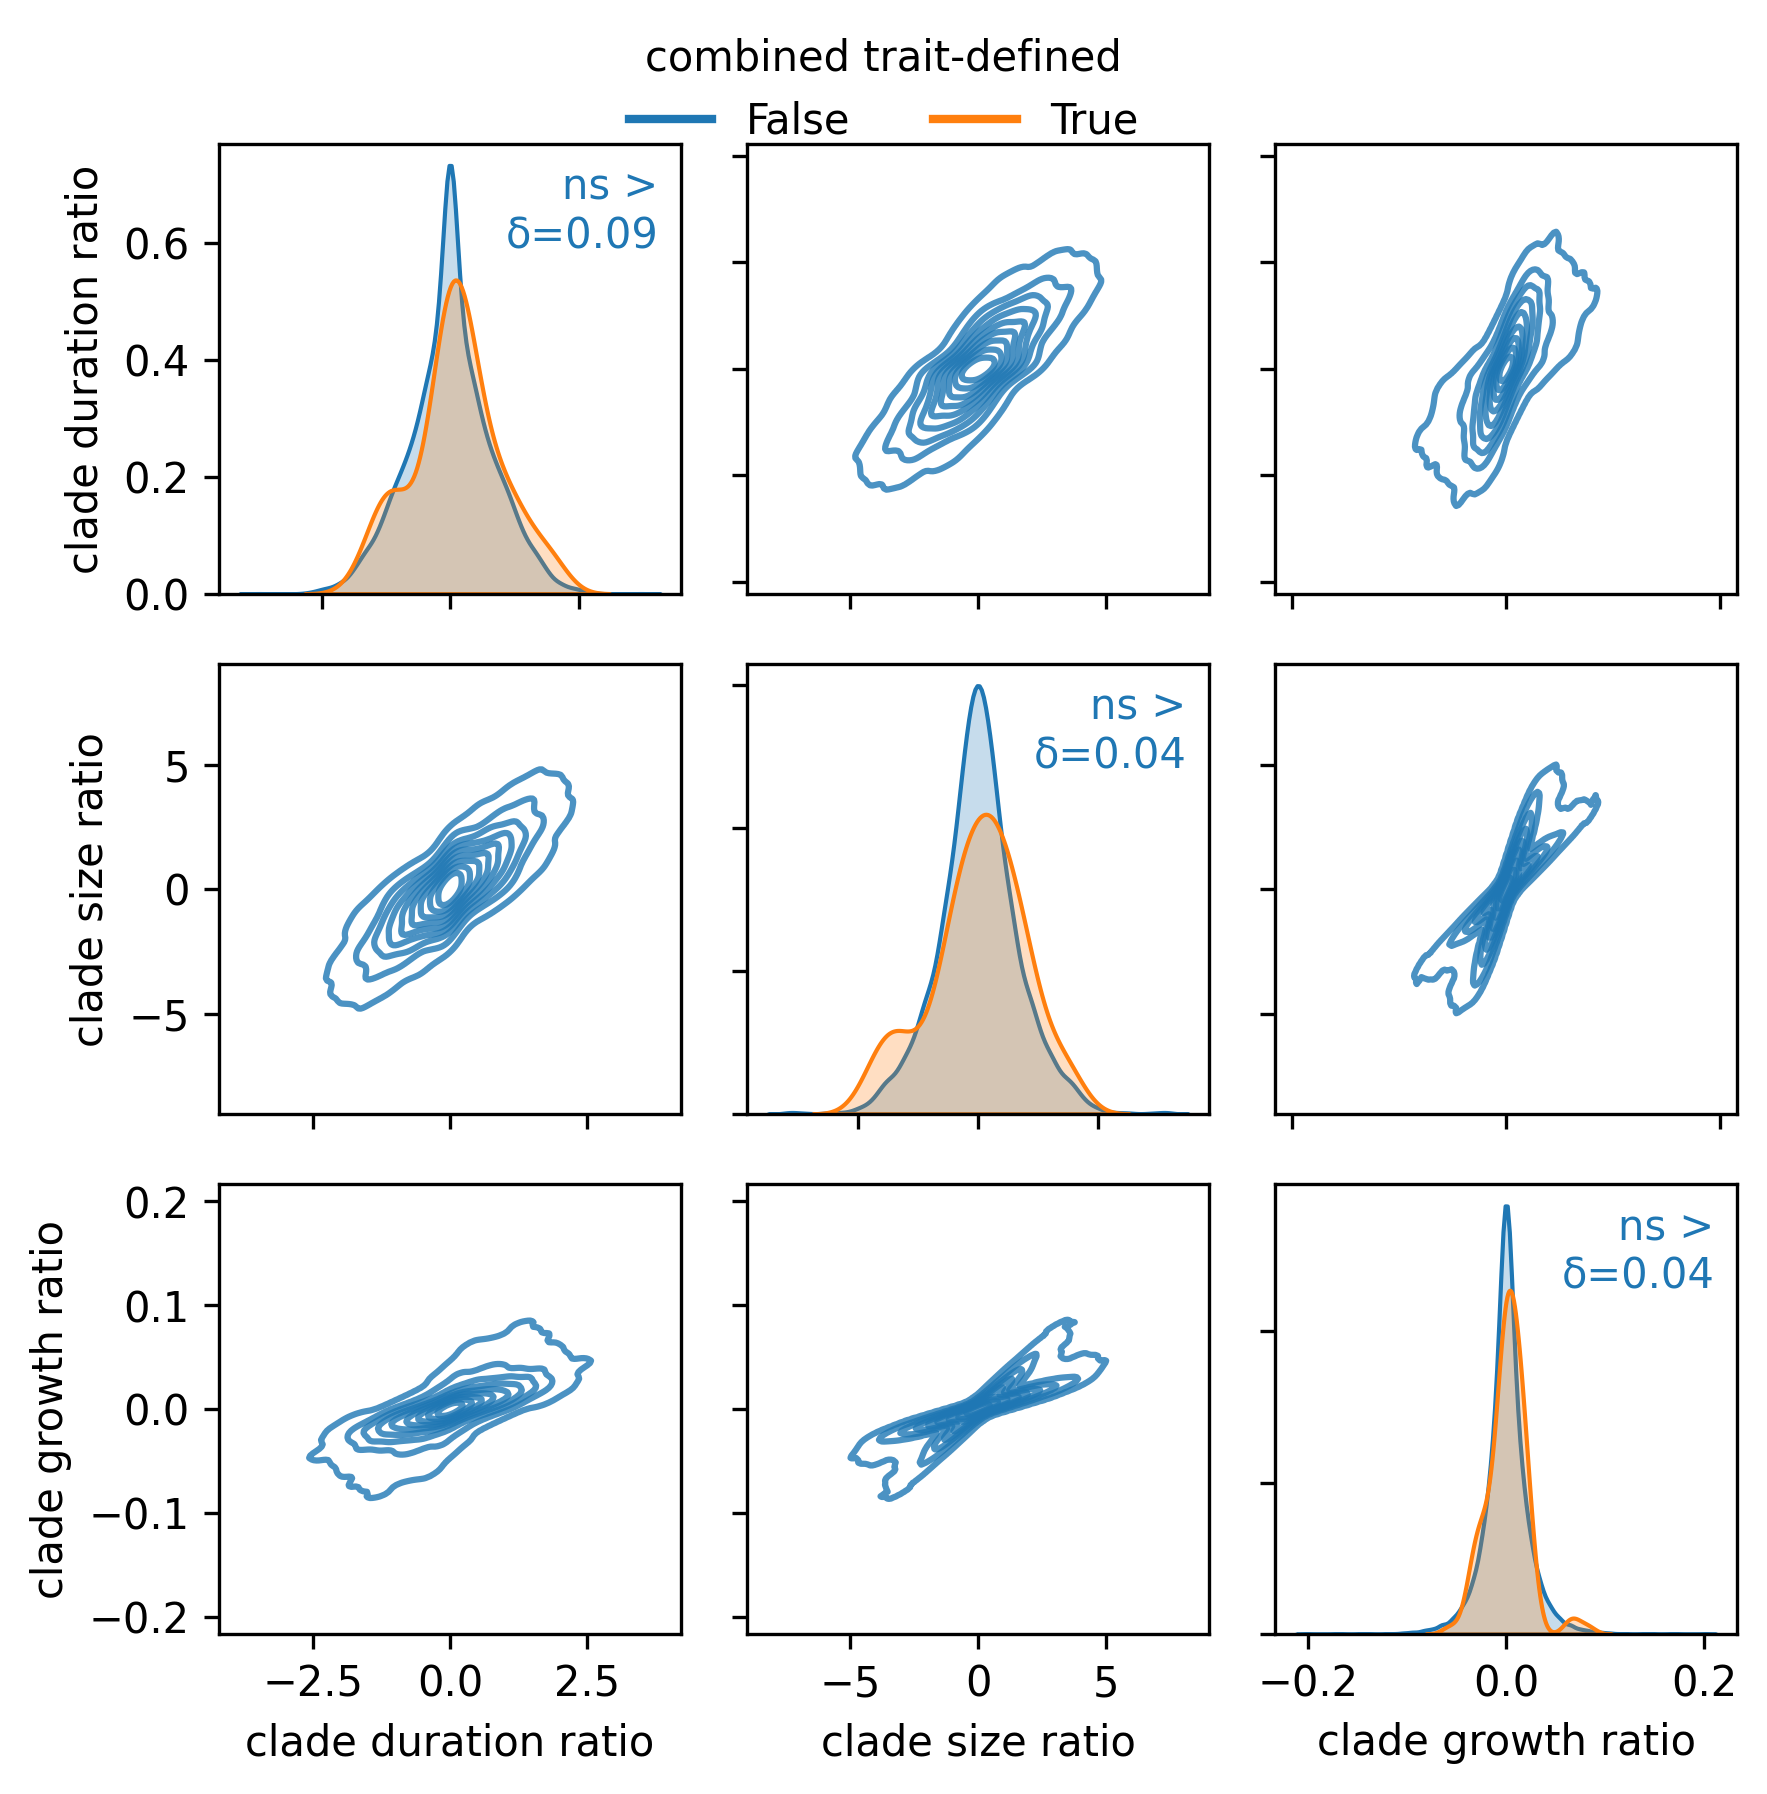 combined trait-defined
False True
clade duration ratio
0.6
0.4
0.2
0.0
ns >
δ=0.09
clade size ratio
5
0
−5
ns >
δ=0.04
clade growth ratio
0.2
0.1
0.0
−0.1
−0.2
ns >
δ=0.04
−2.5 0.0 2.5
clade duration ratio
−5 0 5
clade size ratio
−0.2 0.0 0.2
clade growth ratio